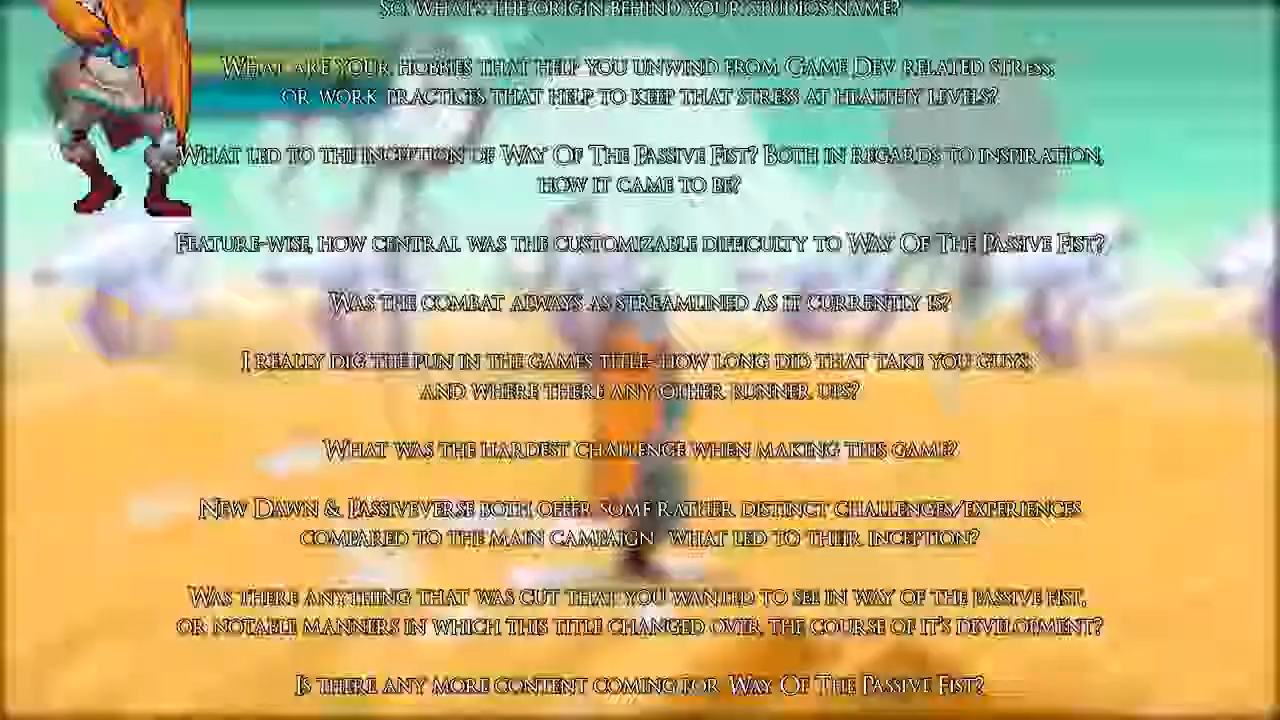 So, what's the origin behind your studios name?
What are your hobbies that help you unwind from Game Dev related stress,
or work practices that help to keep that stress at healthy levels?
What led to the inception of Way Of The Passive Fist? Both in regards to inspiration,
how it came to be?
Feature-wise, how central was the customizable difficulty to Way Of The Passive Fist?
Was the combat always as streamlined as it currently is?
I really dig the pun in the games title- how long did that take you guys,
and where there any other runner ups?
What was the hardest challenge when making this game?
New Dawn & Passiveverse both offer some rather distinct challenges/experiences
compared to the main campaign, what led to their inception?
Was there anything that was cut that you wanted to see in way of the passive fist,
or notable manners in which this title changed over, the course of it's development?
Is there any more content coming for Way Of The Passive Fist?